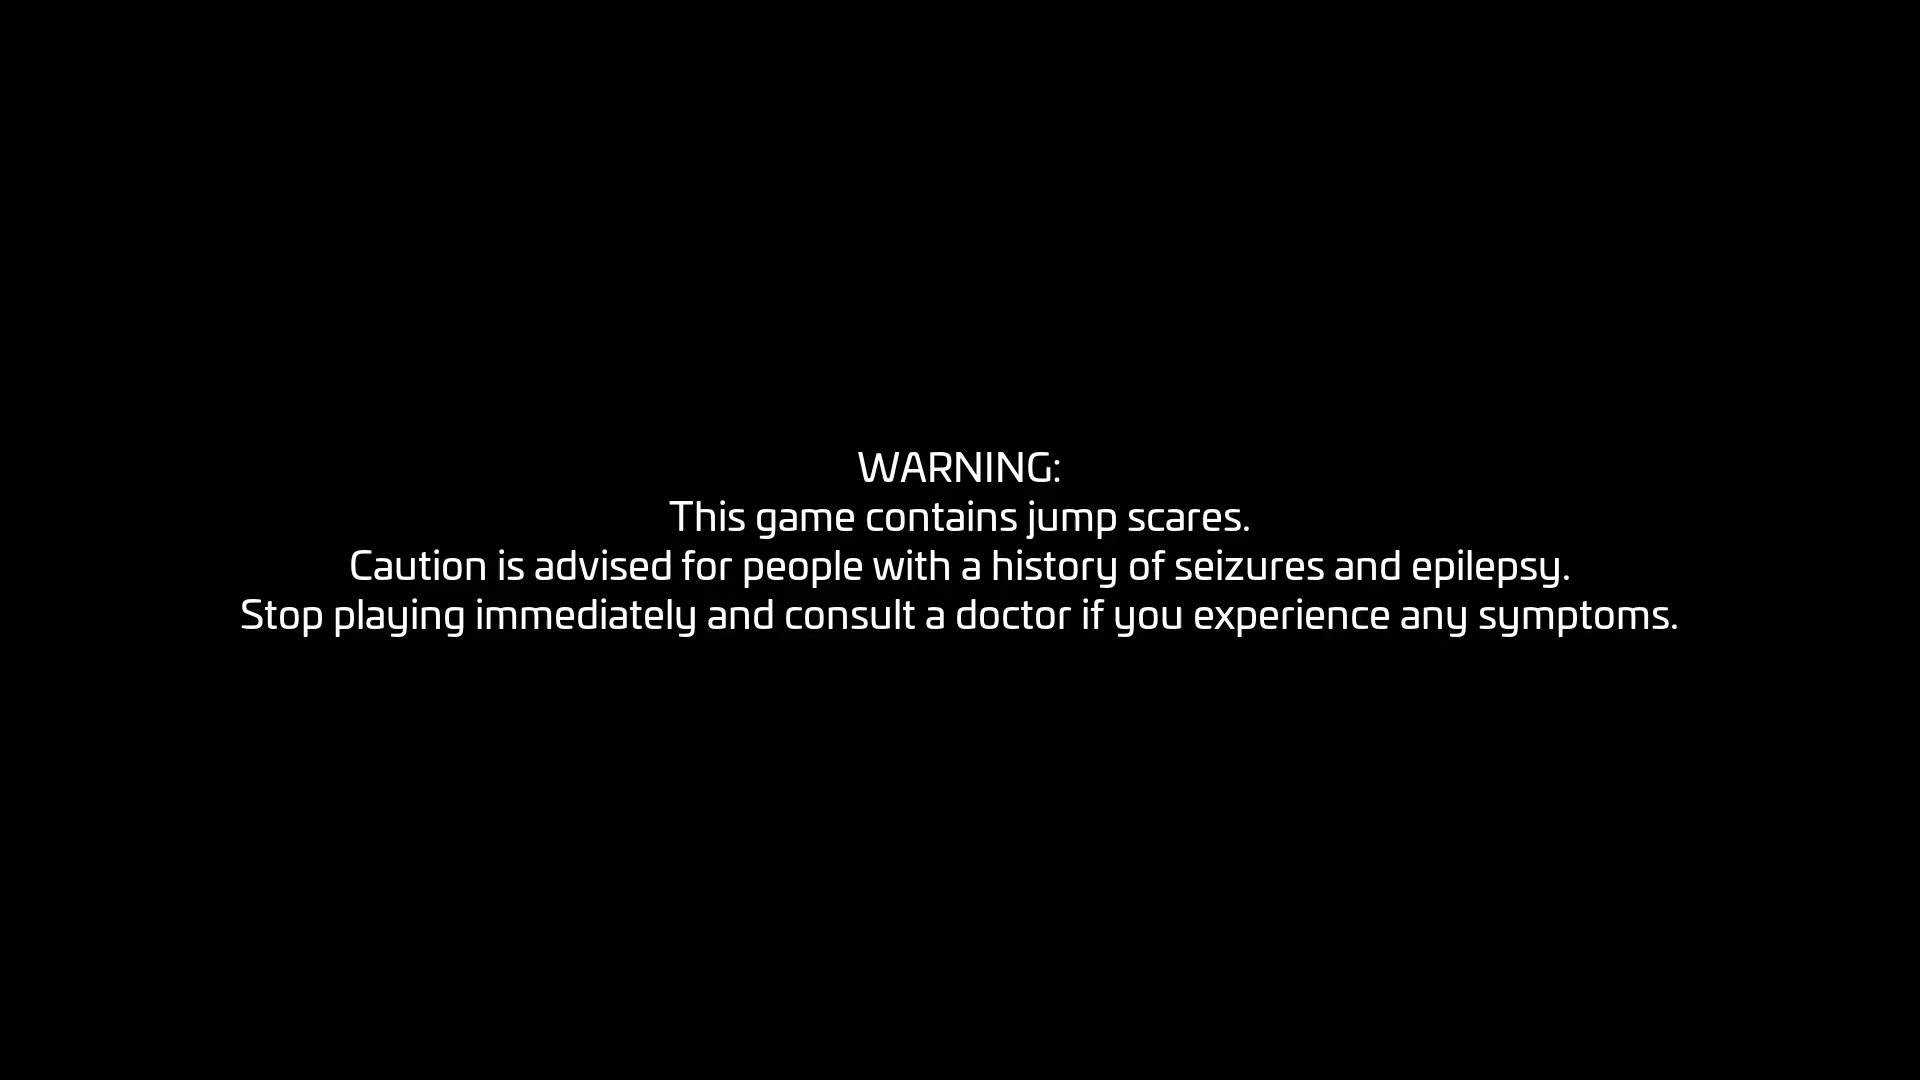 WARNING:
This game contains jump scares.
Caution is advised for people with a history of seizures and epilepsy.
Stop playing immediately and consult a doctor if you experience any symptoms.